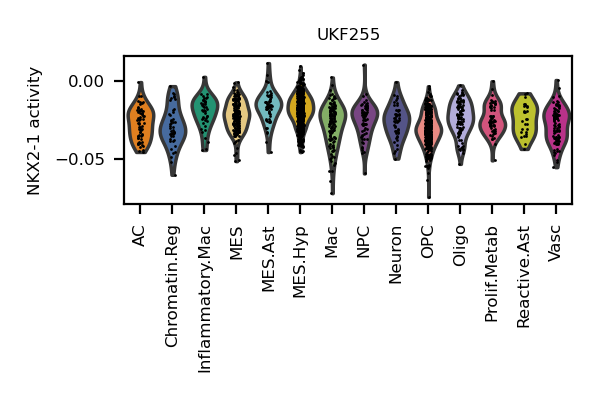 UKF255
NKX2-1 activity
0.00
−0.05
AC
Chromatin.Reg
Inflammatory.Mac
MES
MES.Ast
MES.Hyp
Mac
NPC
Neuron
OPC
Oligo
Prolif.Metab
Reactive.Ast
Vasc